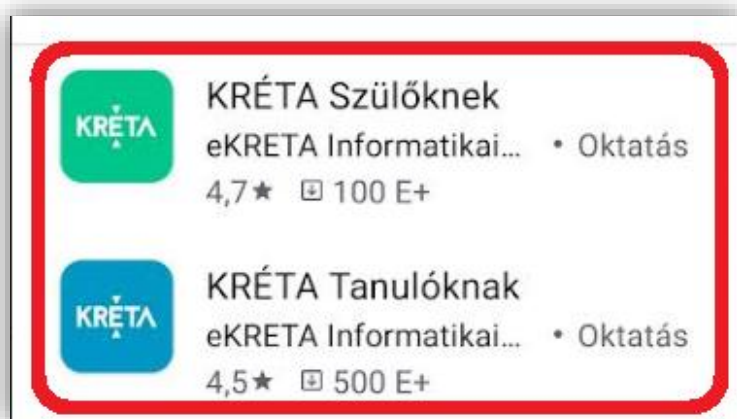 KRÉTA
KRÉTA Szülőknek
eKRETA Informatikai... • Oktatás
4,7★ 100 E+
KRÉTA
KRÉTA Tanulóknak
eKRETA Informatikai... • Oktatás
4,5★ 500 E+